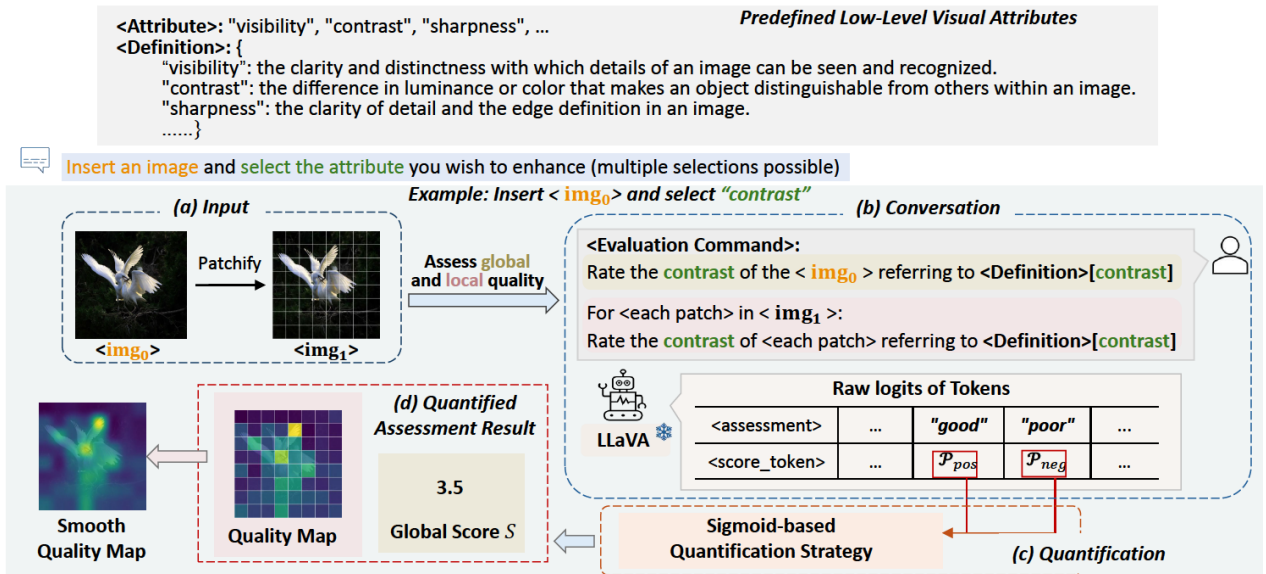 Predefined Low-Level Visual Attributes
<Attribute>: "visibility", "contrast", "sharpness", ...
<Definition>: {
"visibility": the clarity and distinctness with which details of an image can be seen and recognized.
"contrast": the difference in luminance or color that makes an object distinguishable from others within an image.
"sharpness": the clarity of detail and the edge definition in an image.
......}
Insert an image and select the attribute you wish to enhance (multiple selections possible)
Example: Insert < img₀> and select "contrast"
(a) Input
Patchify
<img₀>
<img₁>
Assess global
and local quality
(b) Conversation
<Evaluation Command>:
Rate the contrast of the < img₀ > referring to <Definition>[contrast]
For <each patch> in < img₁ >:
Rate the contrast of <each patch> referring to <Definition>[contrast]
LLaVA
Raw logits of Tokens
<assessment> ... "good" "poor" ...
<score_token> ... 𝒫pos 𝒫neg ...
Sigmoid-based
Quantification Strategy
(c) Quantification
(d) Quantified
Assessment Result
3.5
Global Score S
Quality Map
Smooth
Quality Map